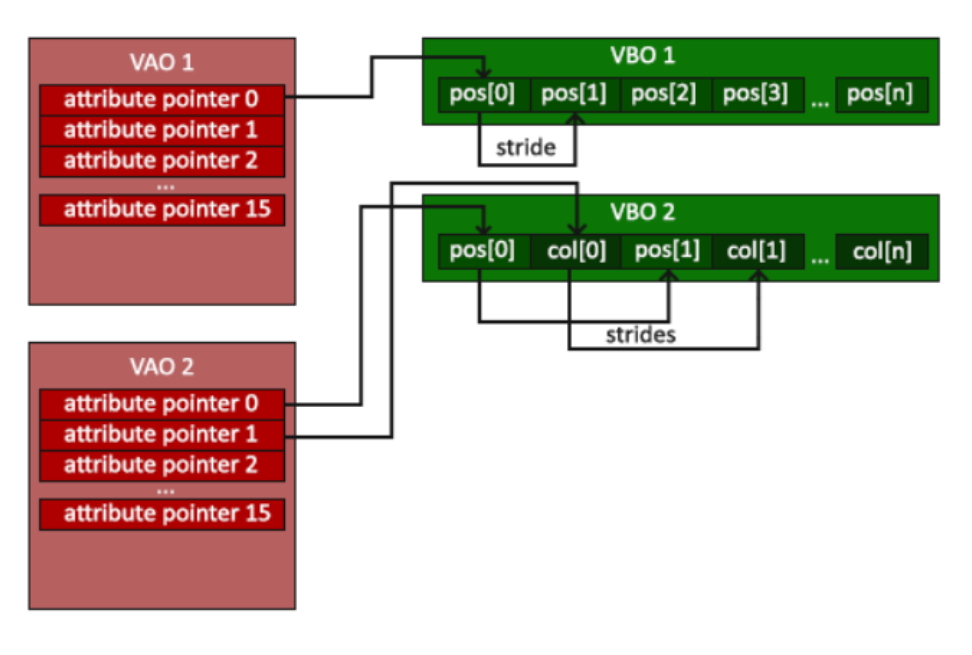 VAO 1
attribute pointer 0
attribute pointer 1
attribute pointer 2
...
attribute pointer 15
VBO 1
pos[0] pos[1] pos[2] pos[3] ... pos[n]
stride
VBO 2
pos[0] col[0] pos[1] col[1] ... col[n]
strides
VAO 2
attribute pointer 0
attribute pointer 1
attribute pointer 2
...
attribute pointer 15